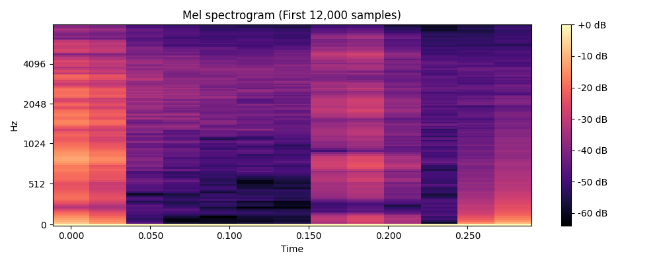 Mel spectrogram (First 12,000 samples)
Hz
4096
2048
1024
512
0
0.000 0.050 0.100 0.150 0.200 0.250
Time
+0 dB
-10 dB
-20 dB
-30 dB
-40 dB
-50 dB
-60 dB